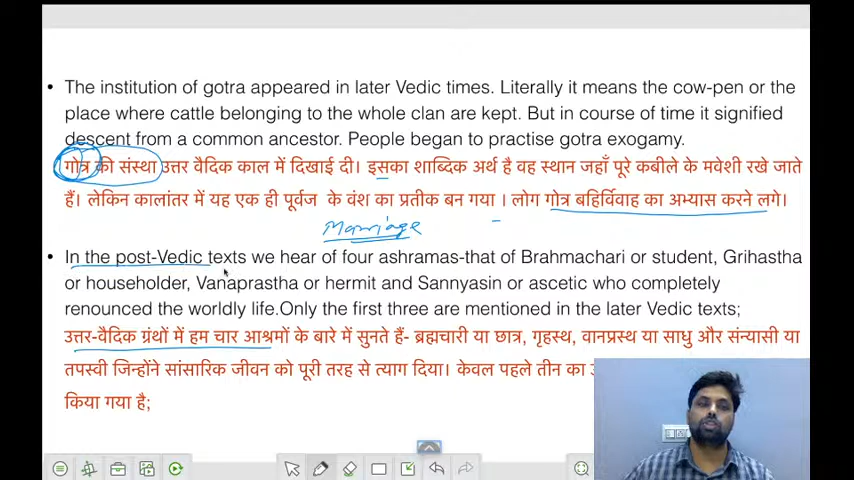 • The institution of gotra appeared in later Vedic times. Literally it means the cow-pen or the
place where cattle belonging to the whole clan are kept. But in course of time it signified
descent from a common ancestor. People began to practise gotra exogamy.
गोत्र की संस्था उत्तर वैदिक काल में दिखाई दी। इसका शाब्दिक अर्थ है वह स्थान जहाँ पूरे कबीले के मवेशी रखे जाते
हैं। लेकिन कालांतर में यह एक ही पूर्वज के वंश का प्रतीक बन गया । लोग गोत्र बहिर्विवाह का अभ्यास करने लगे।
Marriage
• In the post-Vedic texts we hear of four ashramas-that of Brahmachari or student, Grihastha
or householder, Vanaprastha or hermit and Sannyasin or ascetic who completely
renounced the worldly life.Only the first three are mentioned in the later Vedic texts;
उत्तर-वैदिक ग्रंथों में हम चार आश्रमों के बारे में सुनते हैं- ब्रह्मचारी या छात्र, गृहस्थ, वानप्रस्थ या साधु और संन्यासी या
तपस्वी जिन्होंने सांसारिक जीवन को पूरी तरह से त्याग दिया। केवल पहले तीन का
किया गया है;